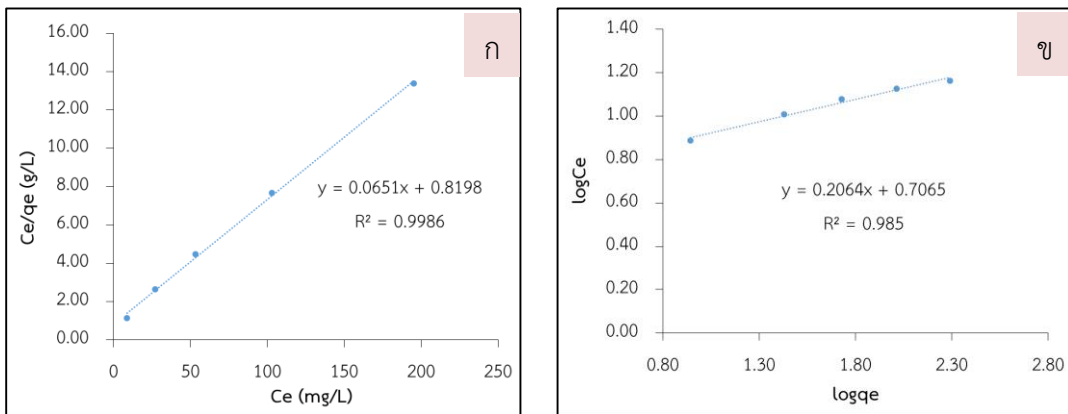 ก
16.00
14.00
12.00
10.00
8.00
6.00
4.00
2.00
0.00
Ce/qe (g/L)
y = 0.0651x + 0.8198
R² = 0.9986
0 50 100 150 200 250
Ce (mg/L)
ข
1.40
1.20
1.00
0.80
0.60
0.40
0.20
0.00
logCe
y = 0.2064x + 0.7065
R² = 0.985
0.80 1.30 1.80 2.30 2.80
logqe